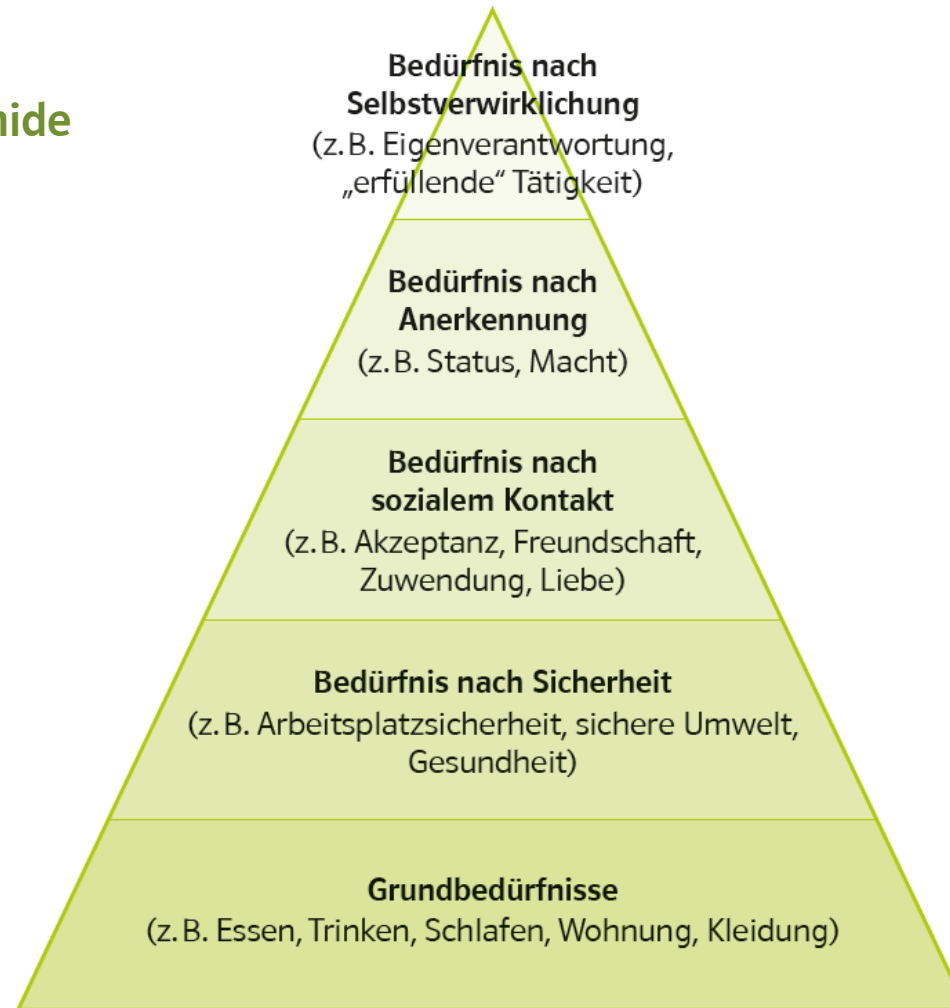 nide
Bedürfnis nach
Selbstverwirklichung
(z. B. Eigenverantwortung,
„erfüllende“ Tätigkeit)
Bedürfnis nach
Anerkennung
(z. B. Status, Macht)
Bedürfnis nach
sozialem Kontakt
(z. B. Akzeptanz, Freundschaft,
Zuwendung, Liebe)
Bedürfnis nach Sicherheit
(z. B. Arbeitsplatzsicherheit, sichere Umwelt,
Gesundheit)
Grundbedürfnisse
(z. B. Essen, Trinken, Schlafen, Wohnung, Kleidung)